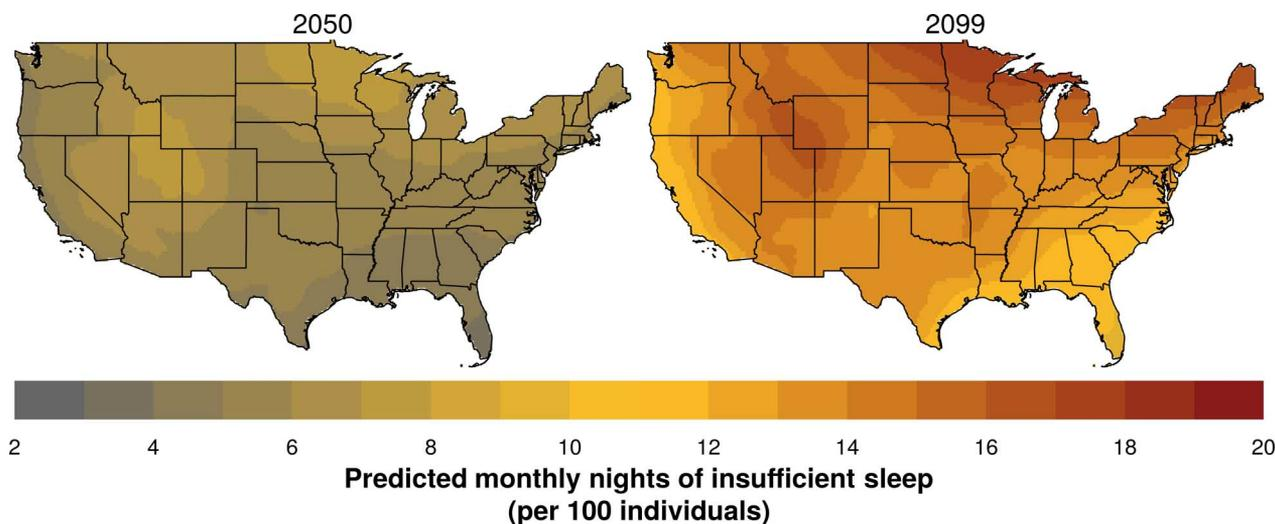 2050 2099
2 4 6 8 10 12 14 16 18 20
Predicted monthly nights of insufficient sleep
(per 100 individuals)